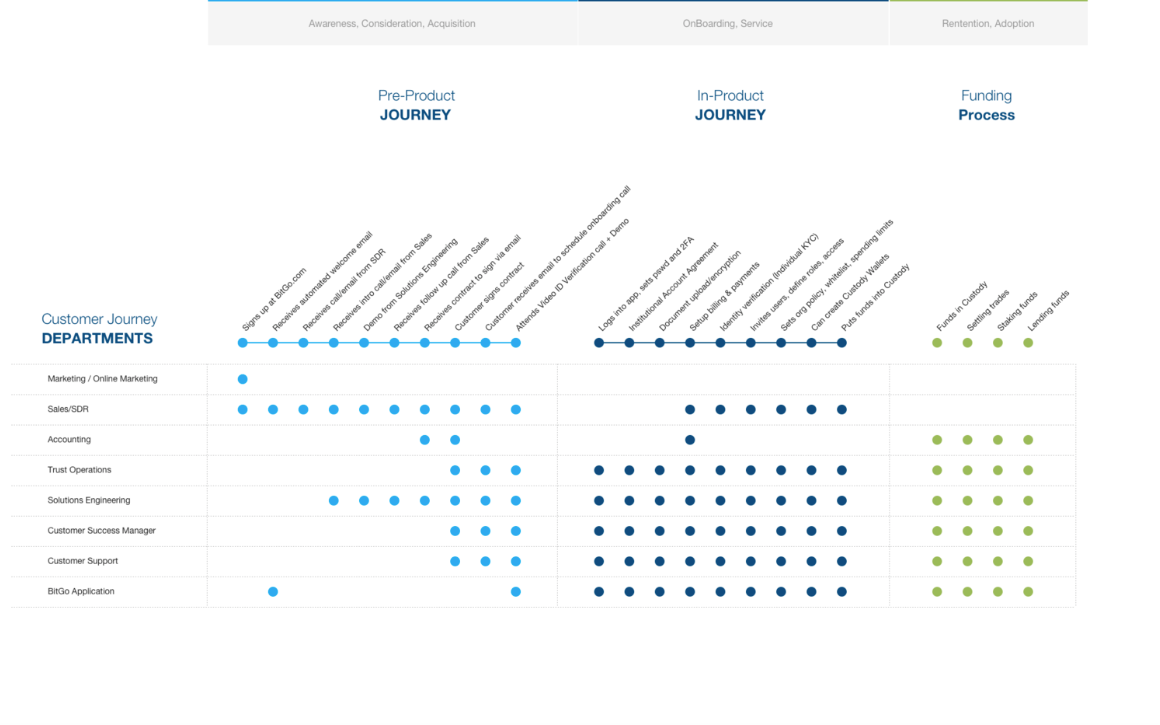 Awareness, Consideration, Acquisition
OnBoarding, Service
Rentention, Adoption
Pre-Product
JOURNEY
In-Product
JOURNEY
Funding
Process
Customer Journey
DEPARTMENTS
Signs up at BitGo.com
Receives automated welcome email
Receives call/email from SDR
Receives intro call/email from Sales
Demo from Solutions Engineering
Receives follow up call from Sales
Receives contract to sign via email
Customer signs contract
Customer receives email to schedule onboarding call
Attends Video ID Verification call + Demo
Logs into app, sets pswd and 2FA
Institutional Account Agreement
Document upload/encryption
Setup billing & payments
Identity verification (Individual KYC)
Invites users, define roles, access
Sets org policy, whitelist, spending limits
Can create Custody Wallets
Puts funds into Custody
Funds in Custody
Settling trades
Staking funds
Lending funds
Marketing / Online Marketing
Sales/SDR
Accounting
Trust Operations
Solutions Engineering
Customer Success Manager
Customer Support
BitGo Application